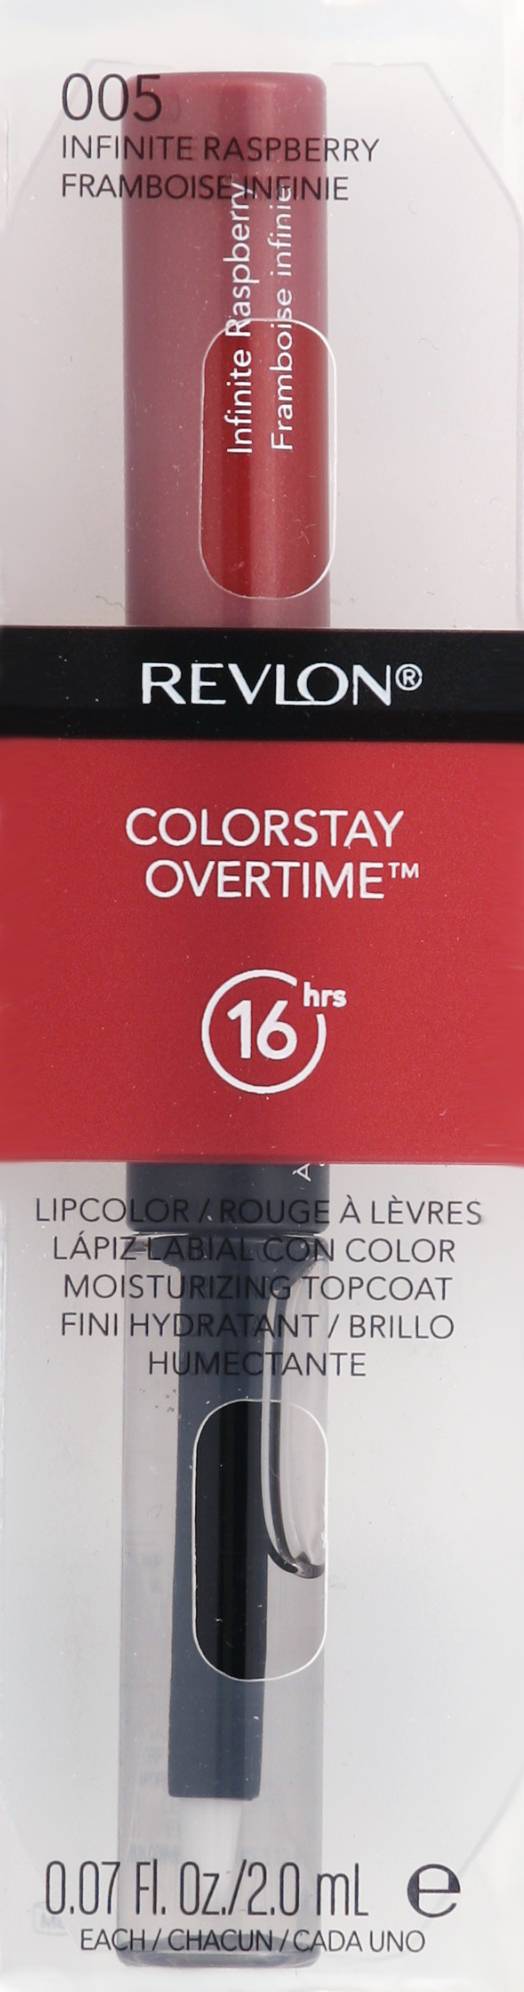 005
INFINITE RASPBERRY
FRAMBOISE INFINIE
Infinite Raspberry
Framboise infinie
REVLON®
COLORSTAY
OVERTIME™
16 hrs
LIPCOLOR / ROUGE À LÈVRES
LÁPIZ LABIAL CON COLOR
MOISTURIZING TOPCOAT
FINI HYDRATANT / BRILLO
HUMECTANTE
0.07 Fl. Oz./2.0 mL ℮
EACH / CHACUN / CADA UNO